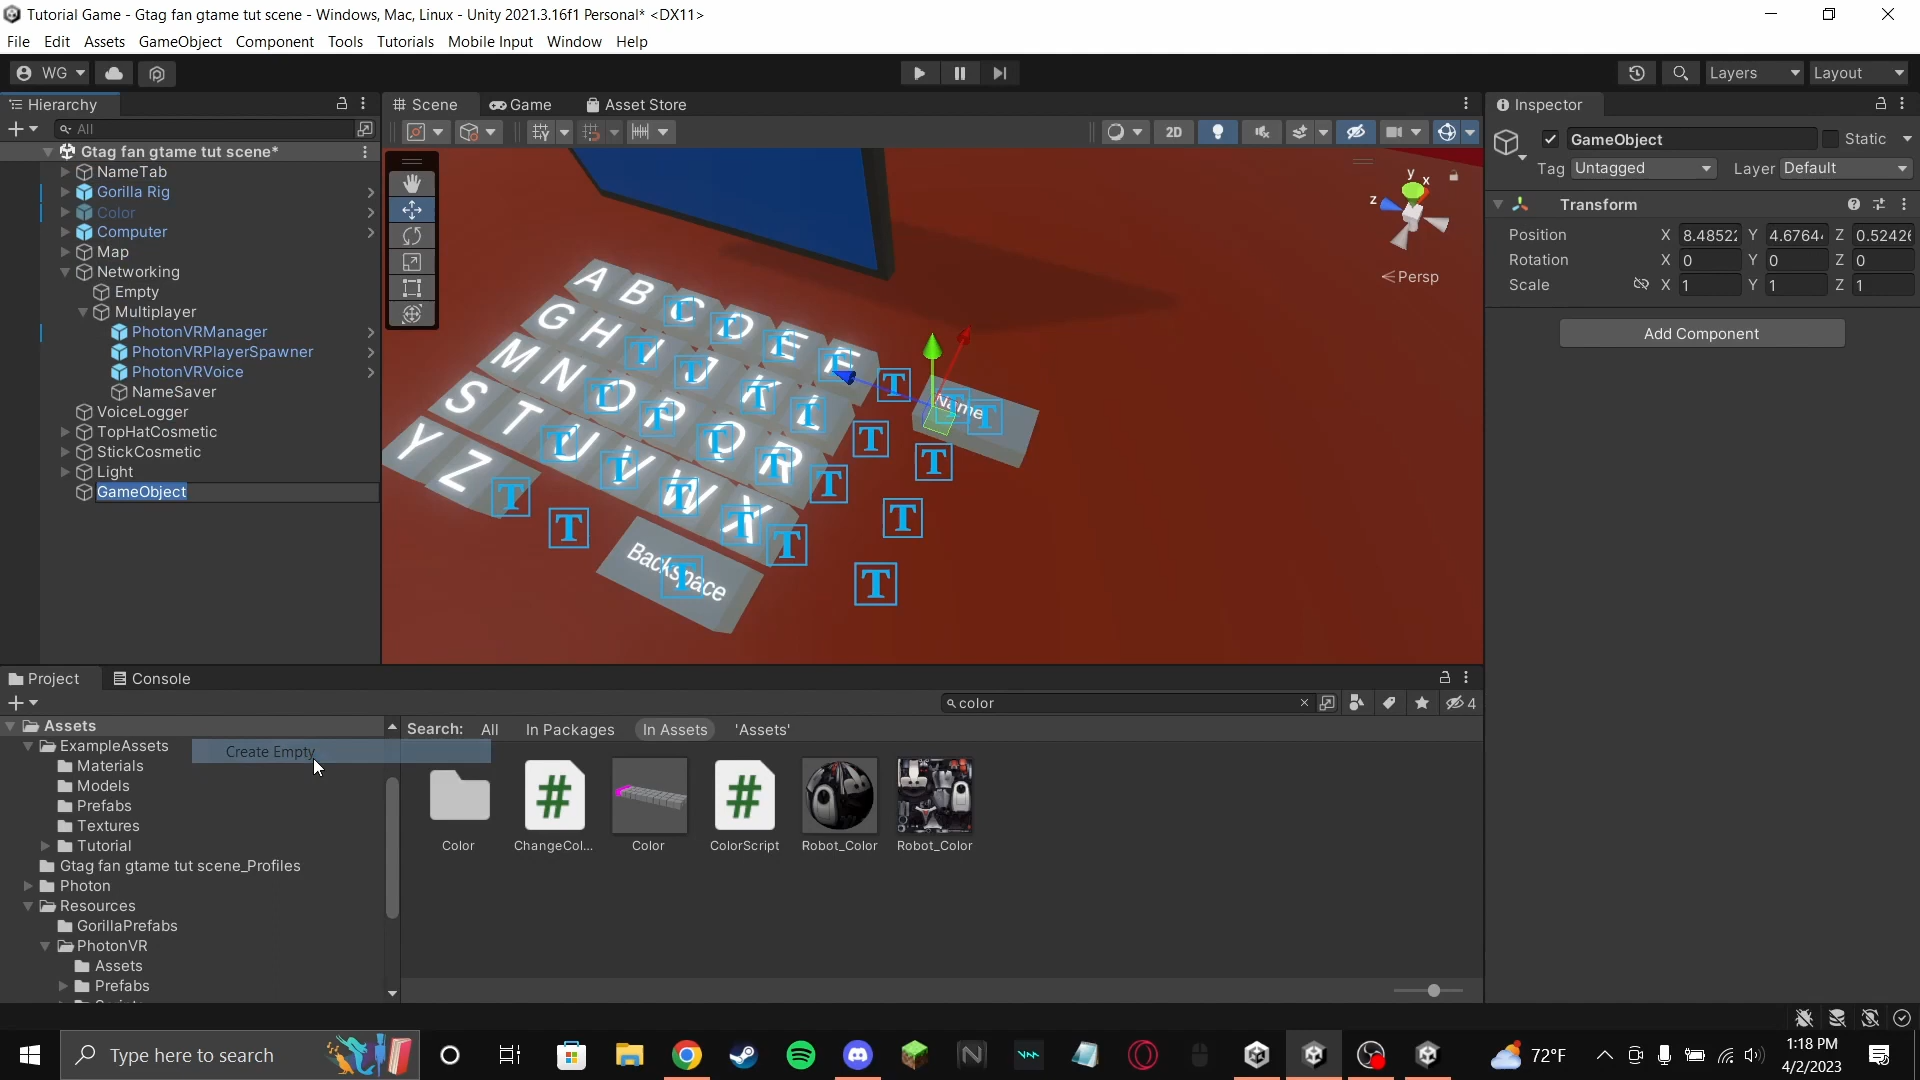 Tutorial Game - Gtag fan gtame tut scene - Windows, Mac, Linux - Unity 2021.3.16f1 Personal* <DX11>
File Edit Assets GameObject Component Tools Tutorials Mobile Input Window Help
WG Layers Layout
Hierarchy Scene Game Asset Store Inspector
All 2D GameObject Static
Gtag fan gtame tut scene* Tag Untagged Layer Default
NameTab
Gorilla Rig
Color
Computer
Map
Networking
Empty
Multiplayer
PhotonVRManager
PhotonVRPlayerSpawner
PhotonVRVoice
NameSaver
VoiceLogger
TopHatCosmetic
StickCosmetic
Light
GameObject
y x
z
Persp
A B C D E F
G H I J K L
M N O P Q R
S T U V W X
Y Z
Name
Backspace
Transform
Position X 8.4852 Y 4.6764 Z 0.5242
Rotation X 0 Y 0 Z 0
Scale X 1 Y 1 Z 1
Add Component
Project Console
color 4
Assets
ExampleAssets
Create Empty
Materials
Models
Prefabs
Textures
Tutorial
Gtag fan gtame tut scene_Profiles
Photon
Resources
GorillaPrefabs
PhotonVR
Assets
Prefabs
Search: All In Packages In Assets 'Assets'
Color ChangeCol... Color ColorScript Robot_Color Robot_Color
Type here to search
72°F
1:18 PM
4/2/2023